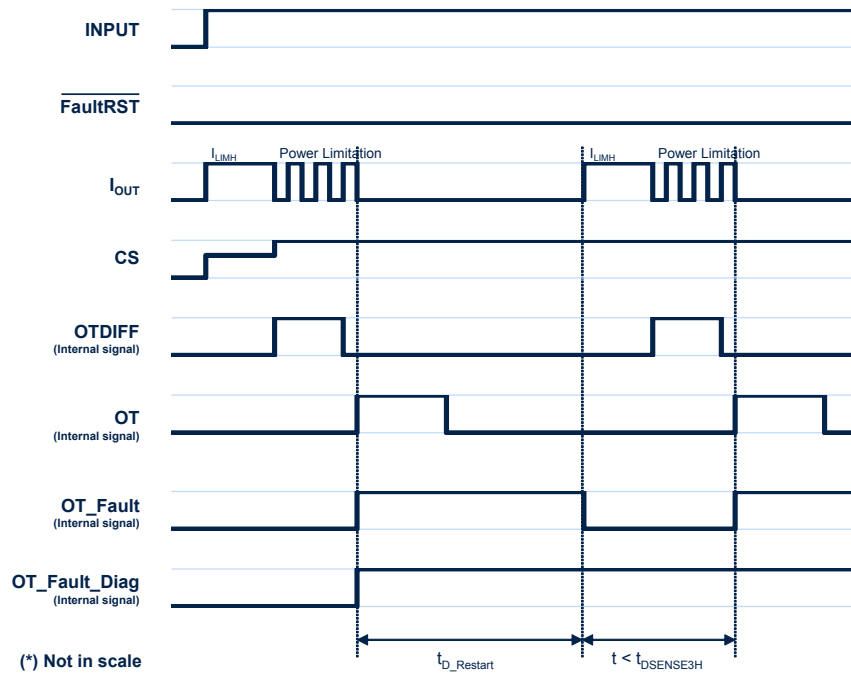 INPUT
FaultRST
I_LIMH Power Limitation I_LIMH Power Limitation
I_OUT
CS
OTDIFF
(Internal signal)
OT
(Internal signal)
OT_Fault
(Internal signal)
OT_Fault_Diag
(Internal signal)
t_D_Restart t < t_DSENSE3H
(*) Not in scale